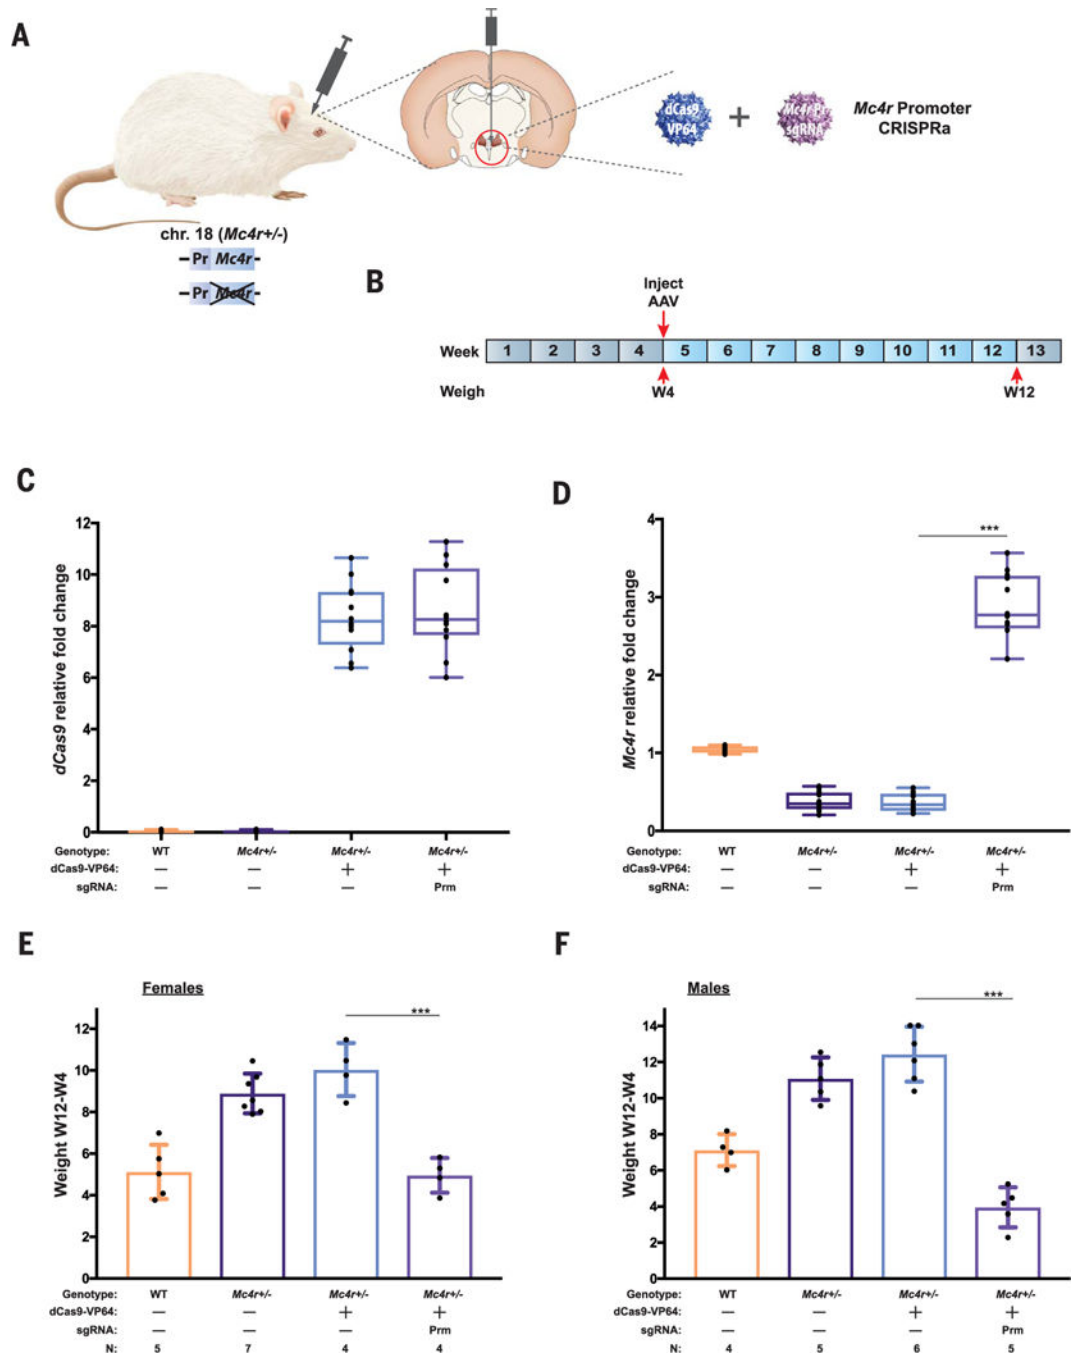 A
dCas9
VP64
+
Mc4r Pr
sgRNA
Mc4r Promoter
CRISPRa
chr. 18 (Mc4r+/-)
Pr Mc4r
Pr Mc4r
B
Inject
AAV
Week 1 2 3 4 5 6 7 8 9 10 11 12 13
Weigh W4 W12
C
dCas9 relative fold change
12
10
8
6
4
2
0
Genotype: WT Mc4r+/- Mc4r+/- Mc4r+/-
dCas9-VP64: — — + +
sgRNA: — — — Prm
D
Mc4r relative fold change
4
3
2
1
0
***
Genotype: WT Mc4r+/- Mc4r+/- Mc4r+/-
dCas9-VP64: — — + +
sgRNA: — — — Prm
E
Females
***
Weight W12-W4
12
10
8
6
4
2
0
Genotype: WT Mc4r+/- Mc4r+/- Mc4r+/-
dCas9-VP64: — — + +
sgRNA: — — — Prm
N: 5 7 4 4
F
Males
***
Weight W12-W4
14
12
10
8
6
4
2
0
Genotype: WT Mc4r+/- Mc4r+/- Mc4r+/-
dCas9-VP64: — — + +
sgRNA: — — — Prm
N: 4 5 6 5